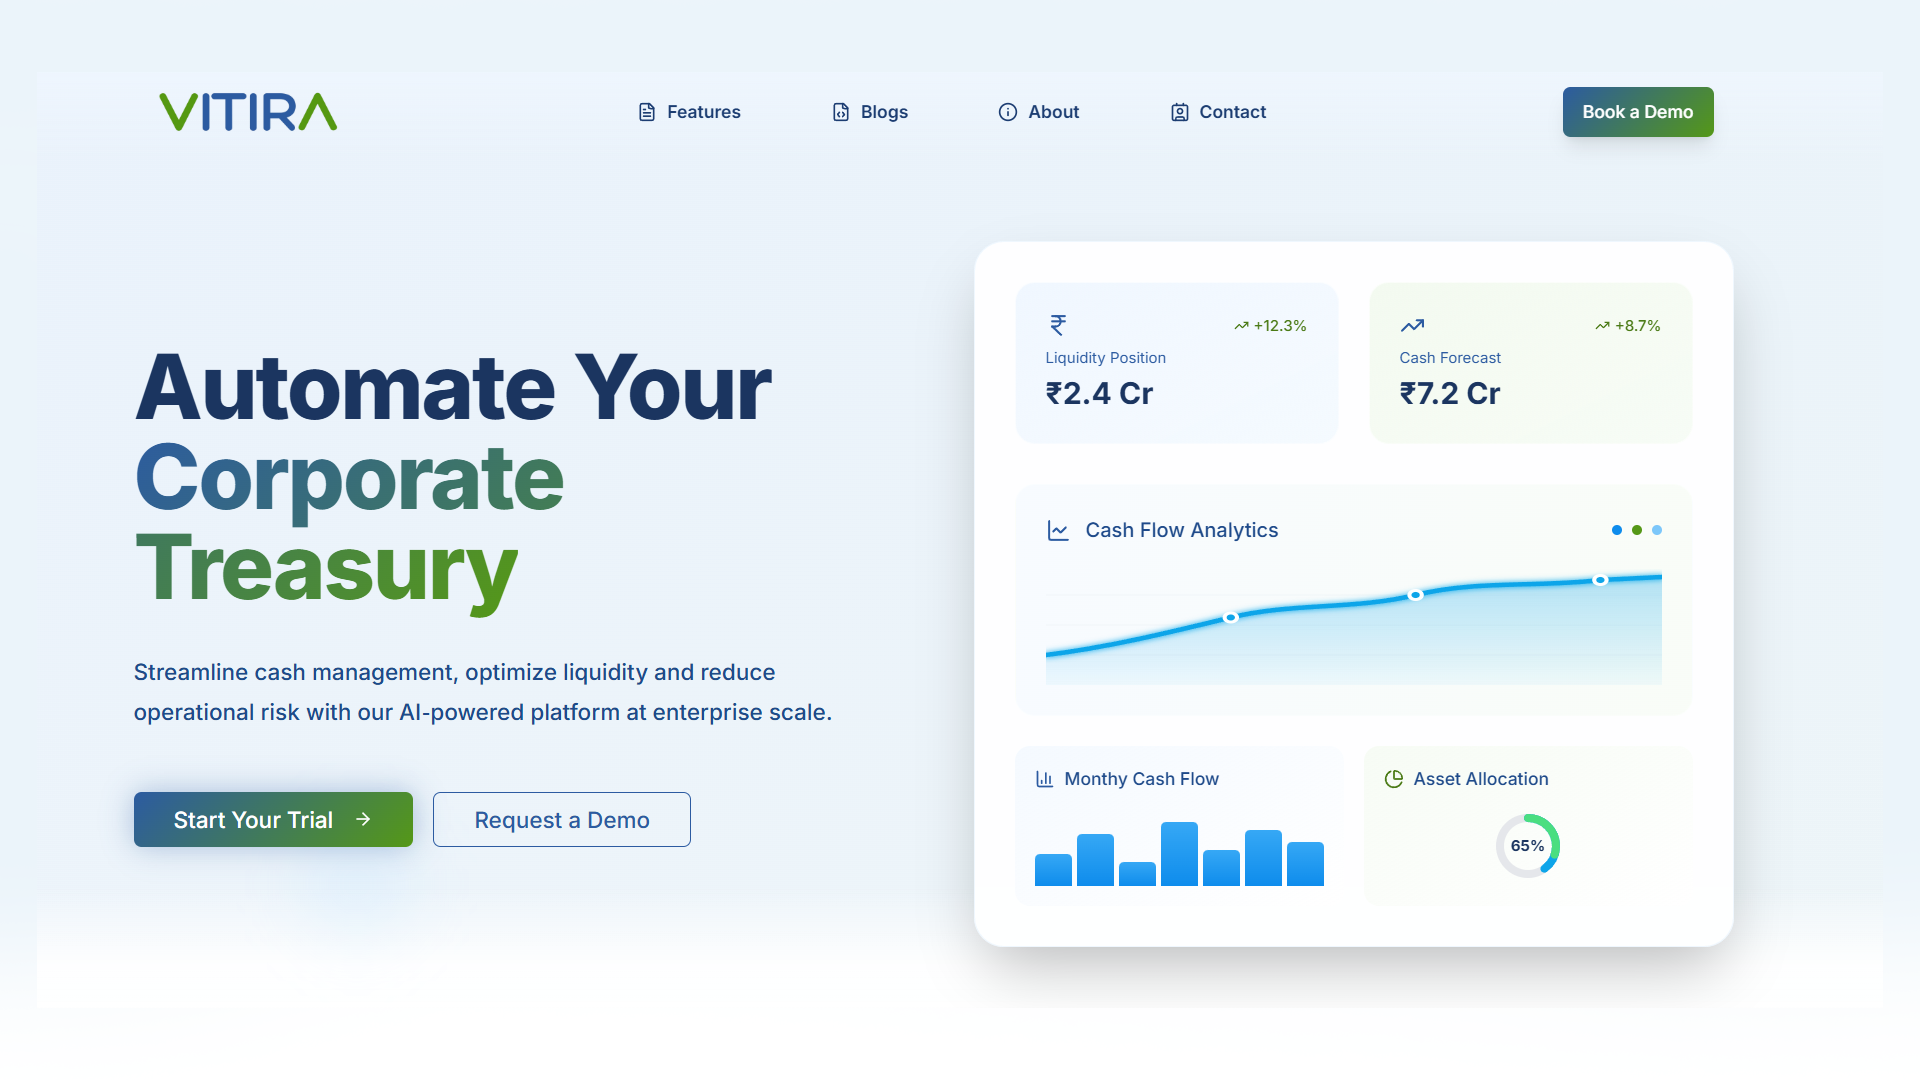 VITIRA
Features
Blogs
About
Contact
Book a Demo
Automate Your
Corporate
Treasury
Streamline cash management, optimize liquidity and reduce
operational risk with our AI-powered platform at enterprise scale.
Start Your Trial
Request a Demo
₹
+12.3%
Liquidity Position
₹2.4 Cr
+8.7%
Cash Forecast
₹7.2 Cr
Cash Flow Analytics
Monthy Cash Flow
Asset Allocation
65%